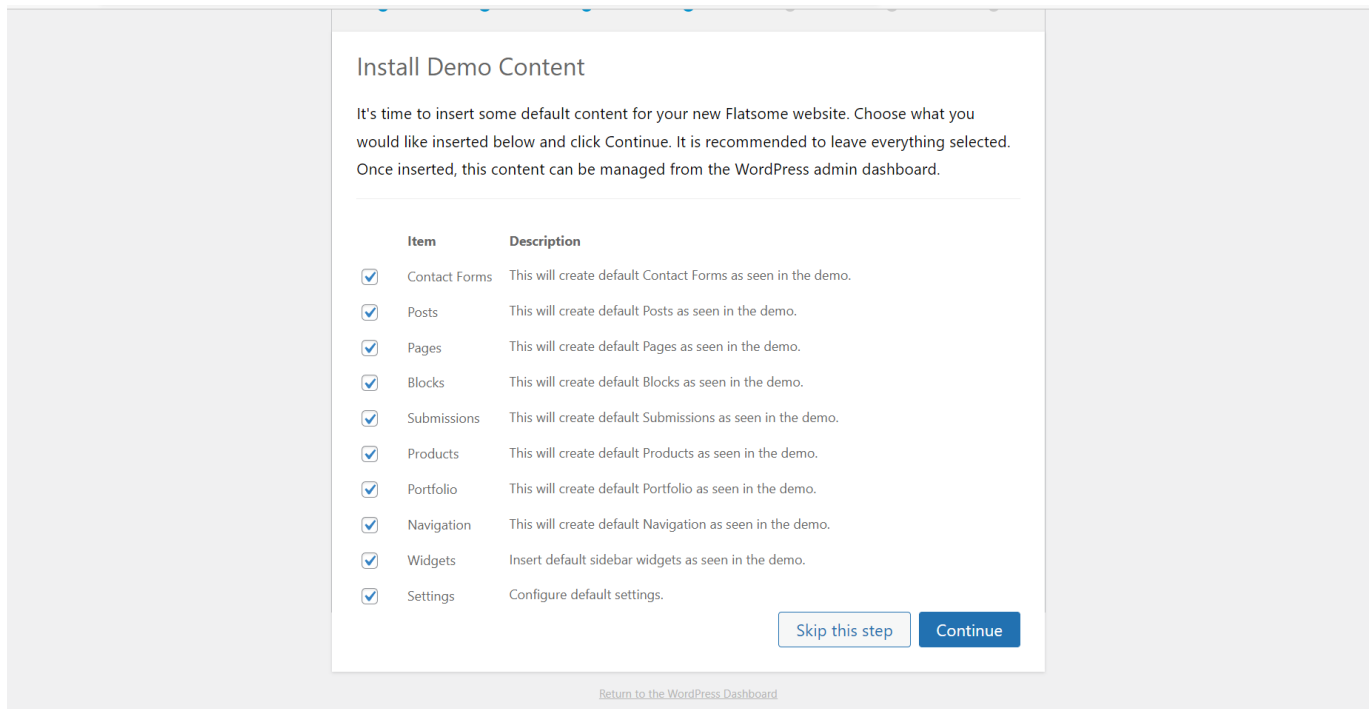 Install Demo Content
It's time to insert some default content for your new Flatsome website. Choose what you
would like inserted below and click Continue. It is recommended to leave everything selected.
Once inserted, this content can be managed from the WordPress admin dashboard.
Item Description
Contact Forms This will create default Contact Forms as seen in the demo.
Posts This will create default Posts as seen in the demo.
Pages This will create default Pages as seen in the demo.
Blocks This will create default Blocks as seen in the demo.
Submissions This will create default Submissions as seen in the demo.
Products This will create default Products as seen in the demo.
Portfolio This will create default Portfolio as seen in the demo.
Navigation This will create default Navigation as seen in the demo.
Widgets Insert default sidebar widgets as seen in the demo.
Settings Configure default settings.
Skip this step Continue
Return to the WordPress Dashboard